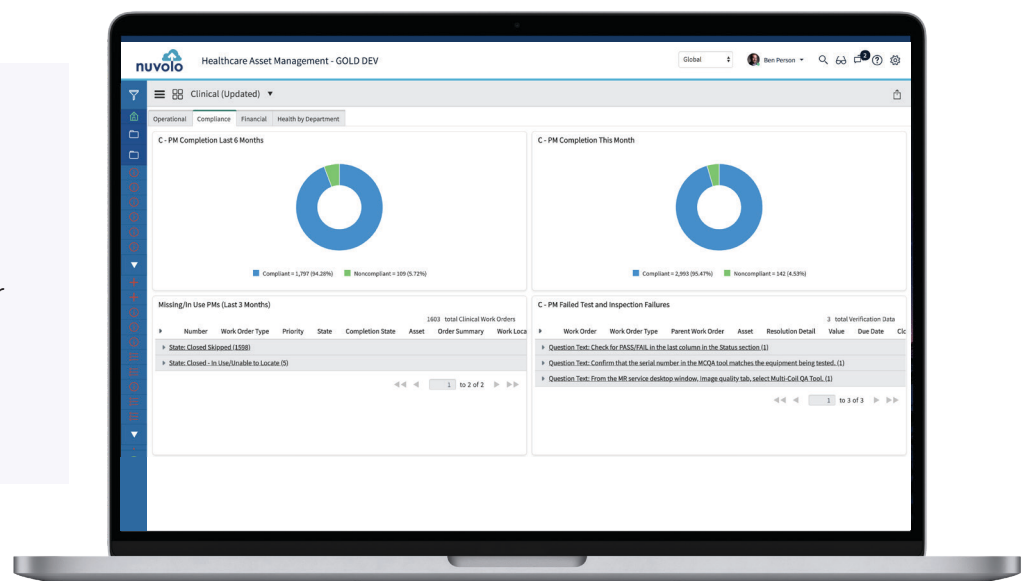 nuvolo
Healthcare Asset Management - GOLD DEV
Global
Ben Person
2
Clinical (Updated)
Operational Compliance Financial Health by Department
C - PM Completion Last 6 Months
Compliant = 1,797 (94.28%) Noncompliant = 109 (5.72%)
C - PM Completion This Month
Compliant = 2,993 (95.47%) Noncompliant = 142 (4.53%)
Missing/In Use PMs (Last 3 Months)
1603 total Clinical Work Orders
Number Work Order Type Priority State Completion State Asset Order Summary Work Loca
State: Closed Skipped (1598)
State: Closed - In Use/Unable to Locate (5)
1 to 2 of 2
C - PM Failed Test and Inspection Failures
3 total Verification Data
Work Order Work Order Type Parent Work Order Asset Resolution Detail Value Due Date Clo
Question Text: Check for PASS/FAIL in the last column in the Status section (1)
Question Text: Confirm that the serial number in the MCQA tool matches the equipment being tested. (1)
Question Text: From the MR service desktop window, Image quality tab, select Multi-Coil QA Tool. (1)
1 to 3 of 3